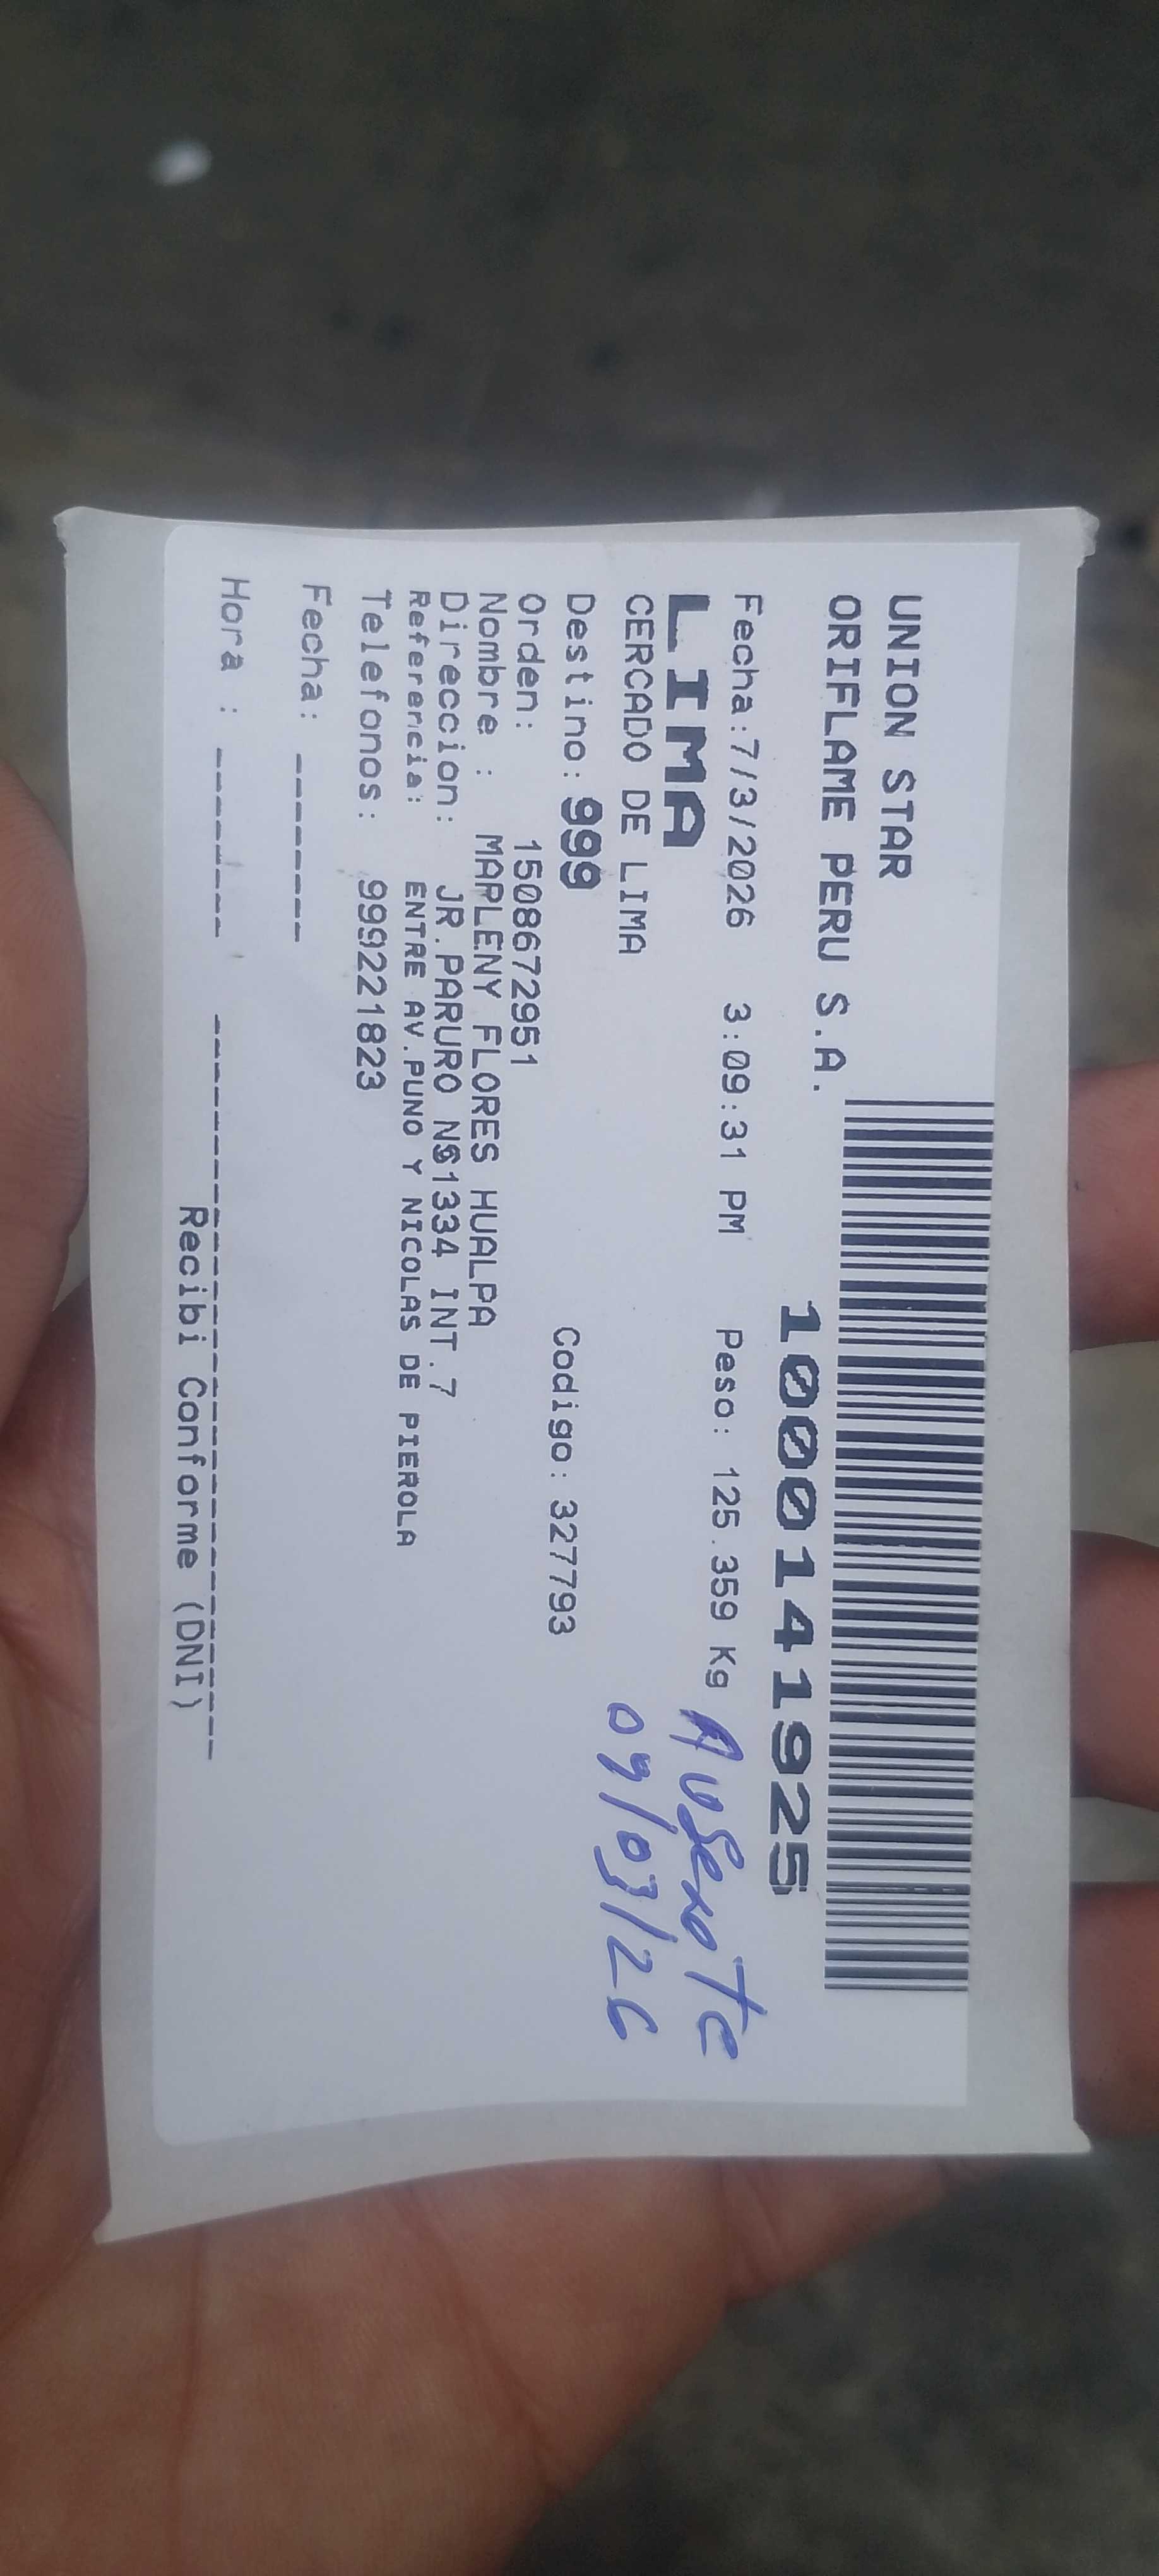 UNION STAR
ORIFLAME PERU S.A.
1000141925
Fecha:7/3/2026 3:09:31 PM Peso: 125.359 Kg
LIMA
Ausente
CERCADO DE LIMA
09/03/26
Destino: 999 Codigo: 327793
Orden: 1508672951
Nombre : MARLENY FLORES HUALPA
Direccion: JR.PARURO N§1334 INT.7
Referencia: ENTRE AV.PUNO Y NICOLAS DE PIEROLA
Telefonos: 999221823
Fecha: ------
Hora : ------- ---------------------------
Recibi Conforme (DNI)